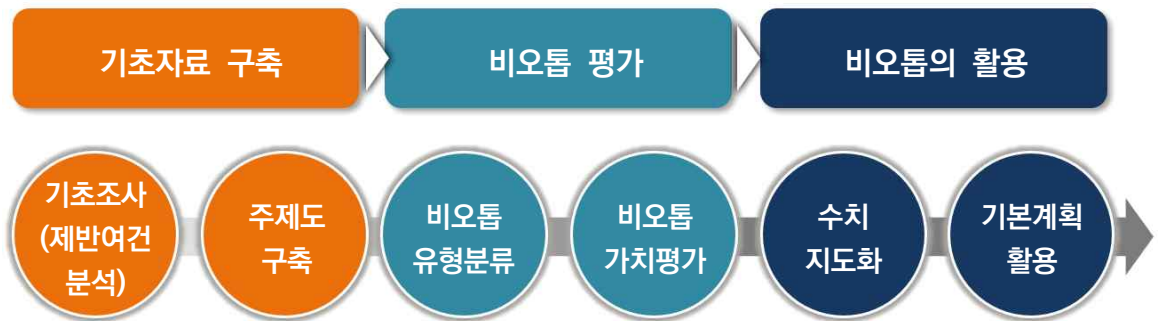 기초자료 구축
비오톱 평가
비오톱의 활용
기초조사
(제반여건
분석)
주제도
구축
비오톱
유형분류
비오톱
가치평가
수치
지도화
기본계획
활용